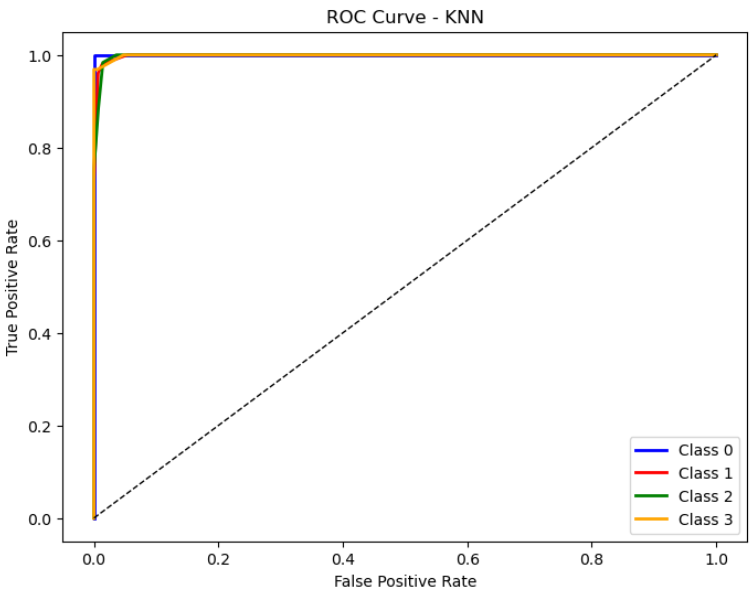 ROC Curve - KNN
True Positive Rate
1.0
0.8
0.6
0.4
0.2
0.0
0.0 0.2 0.4 0.6 0.8 1.0
False Positive Rate
Class 0
Class 1
Class 2
Class 3